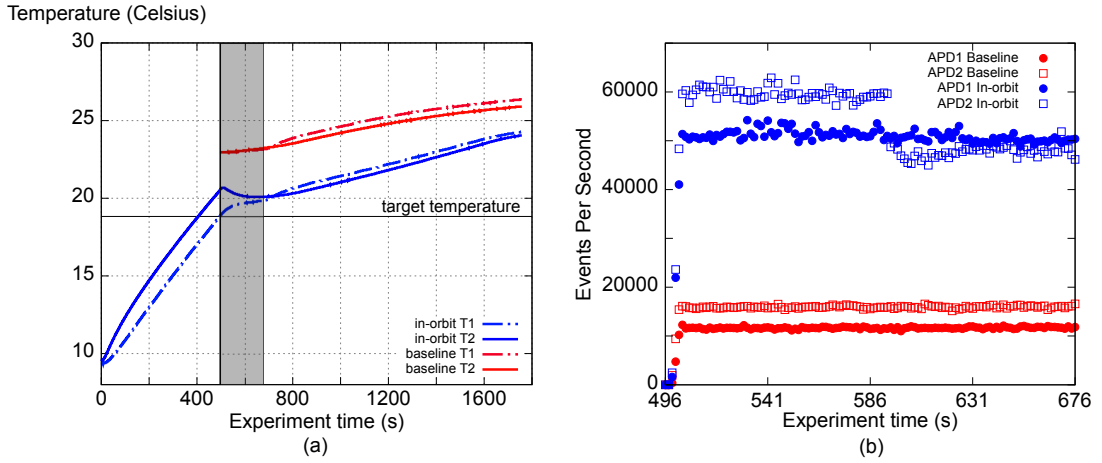 Temperature (Celsius)
30
25
20
15
10
target temperature
in-orbit T1
in-orbit T2
baseline T1
baseline T2
0 400 800 1200 1600
Experiment time (s)
(a)
Events Per Second
60000
40000
20000
0
APD1 Baseline
APD2 Baseline
APD1 In-orbit
APD2 In-orbit
496 541 586 631 676
Experiment time (s)
(b)